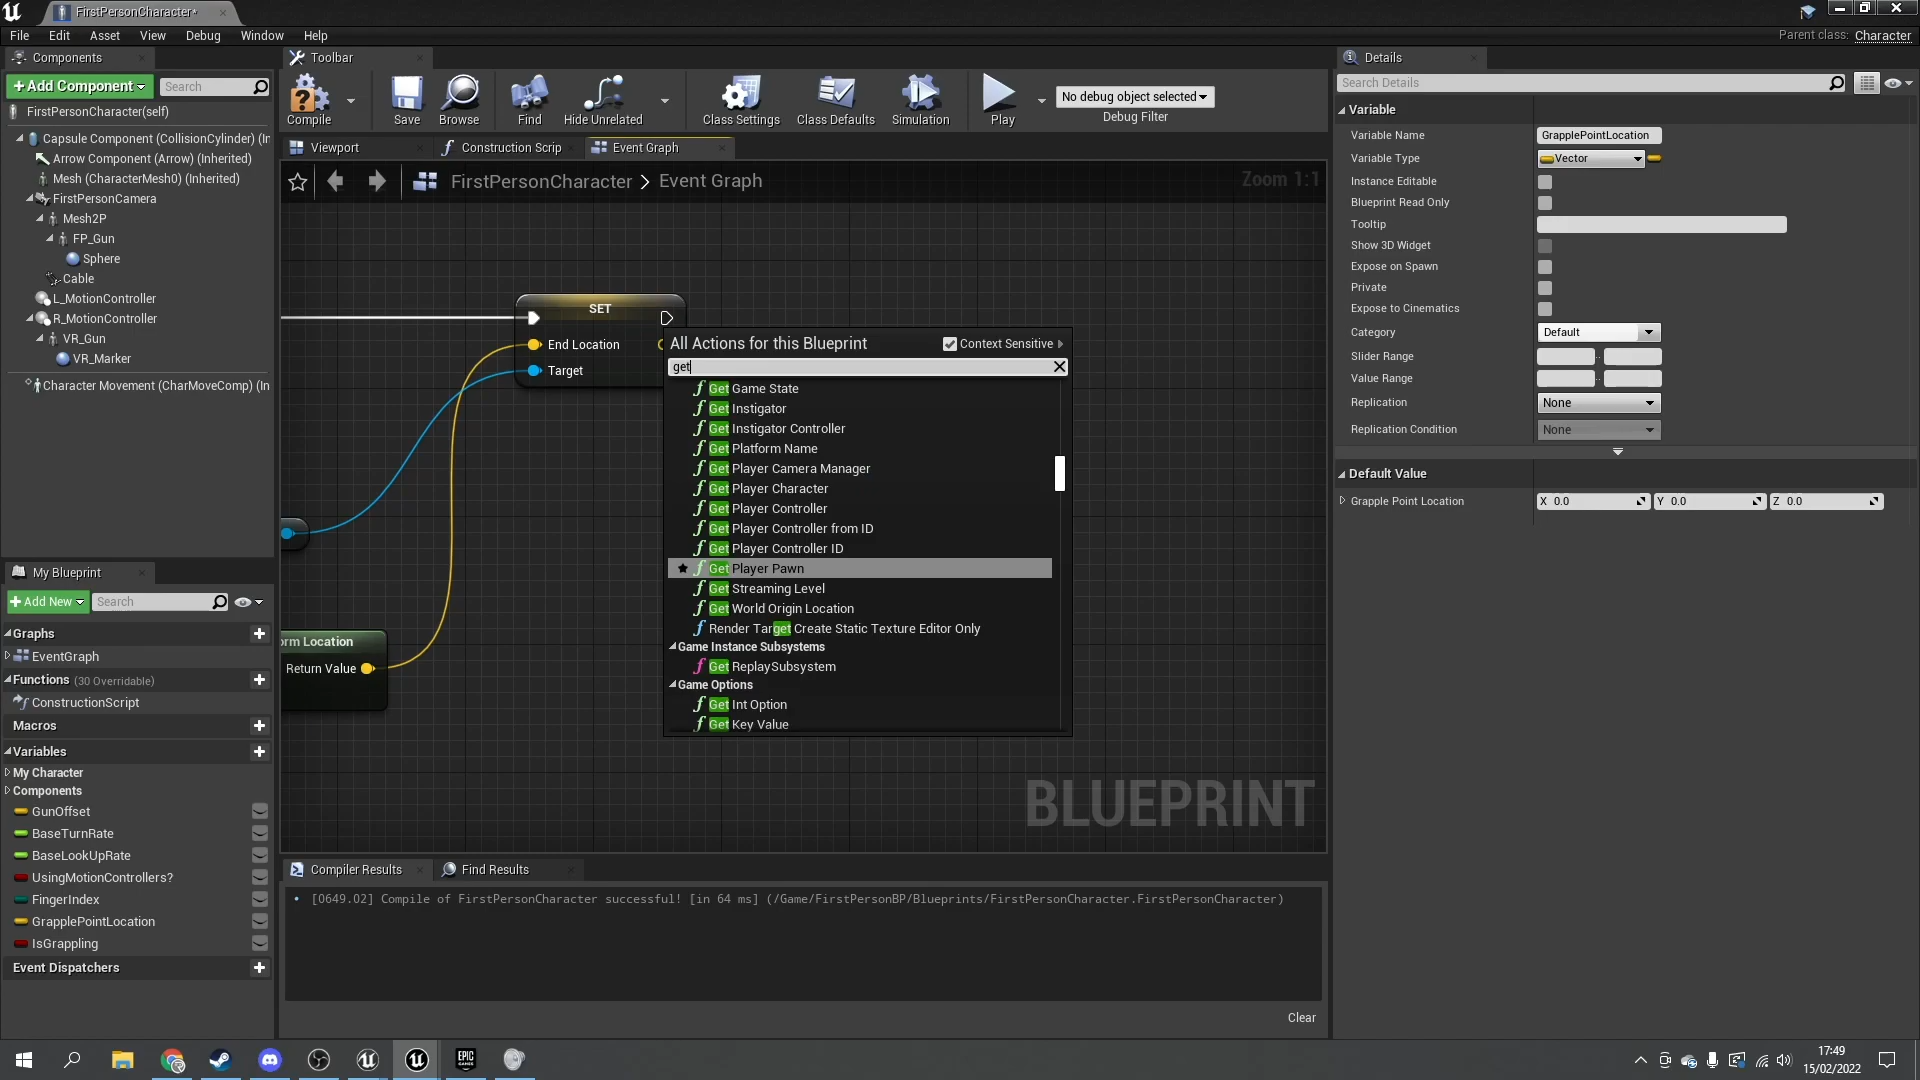 FirstPersonCharacter*
File Edit Asset View Debug Window Help
Parent class: Character
Components
Toolbar
Details
+Add Component
Search
Compile
Save
Browse
Find
Hide Unrelated
Class Settings
Class Defaults
Simulation
Play
No debug object selected
Debug Filter
Search Details
FirstPersonCharacter(self)
Capsule Component (CollisionCylinder) (In
Arrow Component (Arrow) (Inherited)
Mesh (CharacterMesh0) (Inherited)
FirstPersonCamera
Mesh2P
FP_Gun
Sphere
Cable
L_MotionController
R_MotionController
VR_Gun
VR_Marker
Character Movement (CharMoveComp) (In
Viewport
Construction Scrip
Event Graph
FirstPersonCharacter > Event Graph
Zoom 1:1
SET
End Location
Target
orm Location
Return Value
BLUEPRINT
All Actions for this Blueprint
Context Sensitive
get
Get Game State
Get Instigator
Get Instigator Controller
Get Platform Name
Get Player Camera Manager
Get Player Character
Get Player Controller
Get Player Controller from ID
Get Player Controller ID
Get Player Pawn
Get Streaming Level
Get World Origin Location
Render Target Create Static Texture Editor Only
Game Instance Subsystems
Get ReplaySubsystem
Game Options
Get Int Option
Get Key Value
Variable
Variable Name GrapplePointLocation
Variable Type Vector
Instance Editable
Blueprint Read Only
Tooltip
Show 3D Widget
Expose on Spawn
Private
Expose to Cinematics
Category Default
Slider Range
Value Range
Replication None
Replication Condition None
Default Value
Grapple Point Location X 0.0 Y 0.0 Z 0.0
My Blueprint
+Add New
Search
Graphs
EventGraph
Functions (30 Overridable)
ConstructionScript
Macros
Variables
My Character
Components
GunOffset
BaseTurnRate
BaseLookUpRate
UsingMotionControllers?
FingerIndex
GrapplePointLocation
IsGrappling
Event Dispatchers
Compiler Results
Find Results
[0649.02] Compile of FirstPersonCharacter successful! [in 64 ms] (/Game/FirstPersonBP/Blueprints/FirstPersonCharacter.FirstPersonCharacter)
Clear
EPIC
GAMES
17:49
15/02/2022